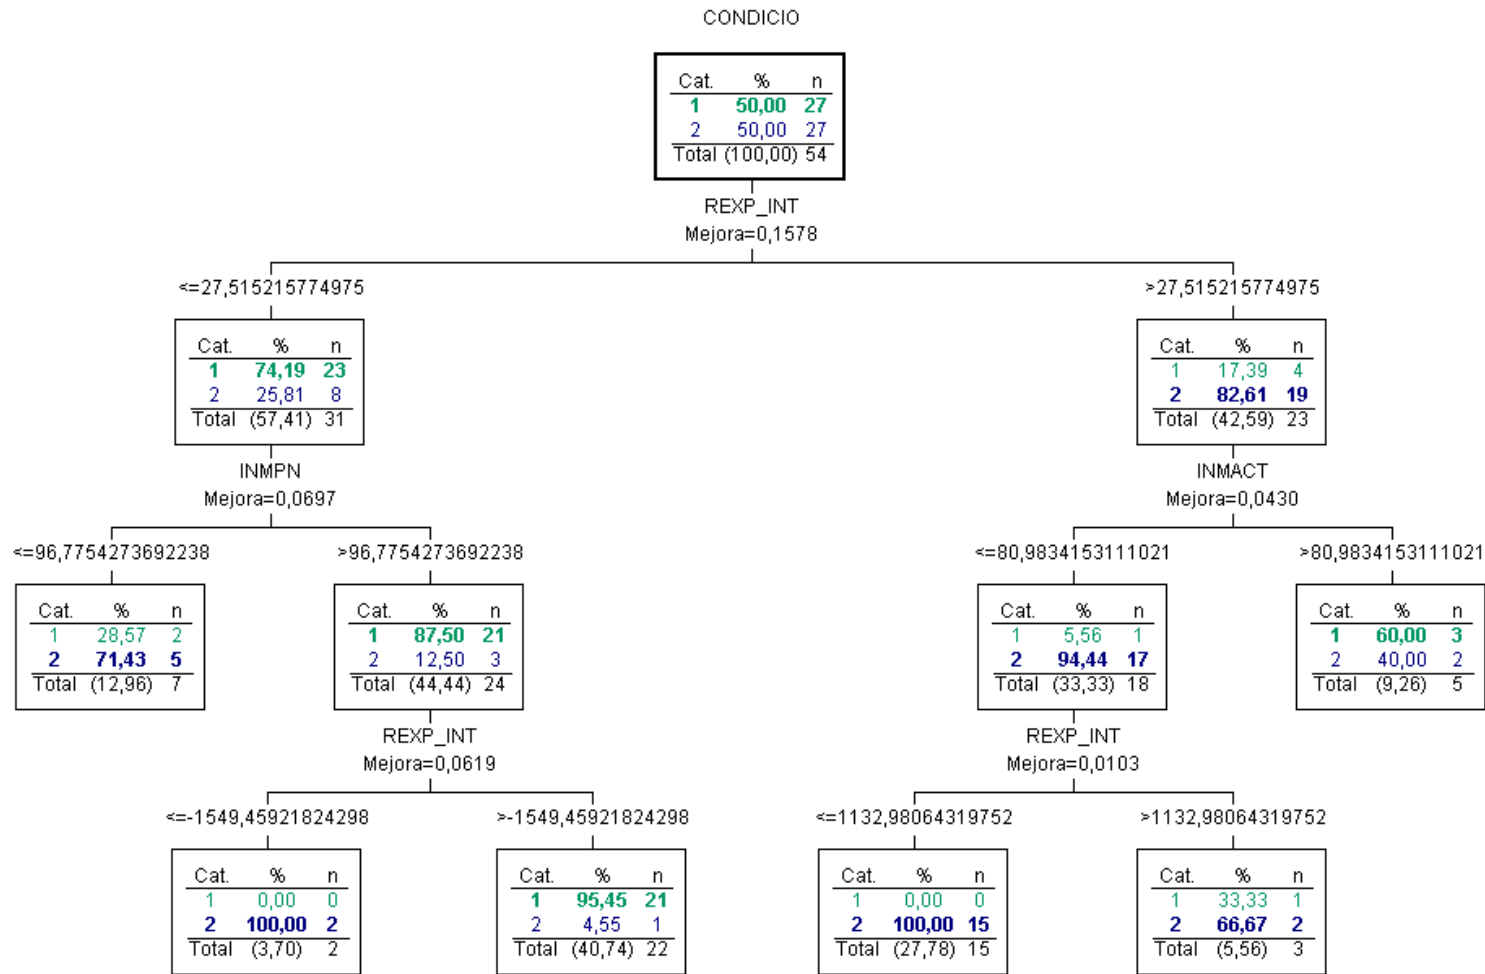 CONDICIO
Cat. % n
1 50,00 27
2 50,00 27
Total (100,00) 54
REXP_INT
Mejora=0,1578
<=27,515215774975 >27,515215774975
Cat. % n
1 74,19 23
2 25,81 8
Total (57,41) 31
Cat. % n
1 17,39 4
2 82,61 19
Total (42,59) 23
INMPN
Mejora=0,0697
INMACT
Mejora=0,0430
<=96,7754273692238 >96,7754273692238 <=80,9834153111021 >80,9834153111021
Cat. % n
1 28,57 2
2 71,43 5
Total (12,96) 7
Cat. % n
1 87,50 21
2 12,50 3
Total (44,44) 24
Cat. % n
1 5,56 1
2 94,44 17
Total (33,33) 18
Cat. % n
1 60,00 3
2 40,00 2
Total (9,26) 5
REXP_INT
Mejora=0,0619
REXP_INT
Mejora=0,0103
<=-1549,45921824298 >-1549,45921824298 <=1132,98064319752 >1132,98064319752
Cat. % n
1 0,00 0
2 100,00 2
Total (3,70) 2
Cat. % n
1 95,45 21
2 4,55 1
Total (40,74) 22
Cat. % n
1 0,00 0
2 100,00 15
Total (27,78) 15
Cat. % n
1 33,33 1
2 66,67 2
Total (5,56) 3